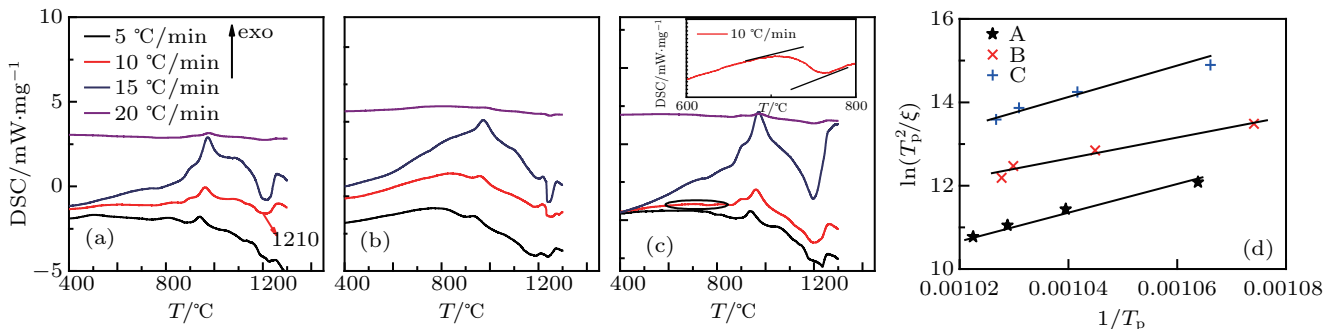 10
5
0
−5
DSC/mW·mg⁻¹
5 ℃/min
10 ℃/min
15 ℃/min
20 ℃/min
exo
1210
(a)
400
800
1200
T/℃
(b)
400
800
1200
T/℃
10 ℃/min
DSC/mW·mg⁻¹
600
T/℃
800
(c)
400
800
1200
T/℃
16
14
12
10
ln(Tₚ²/ξ)
A
B
C
(d)
0.00102
0.00104
0.00106
0.00108
1/Tₚ